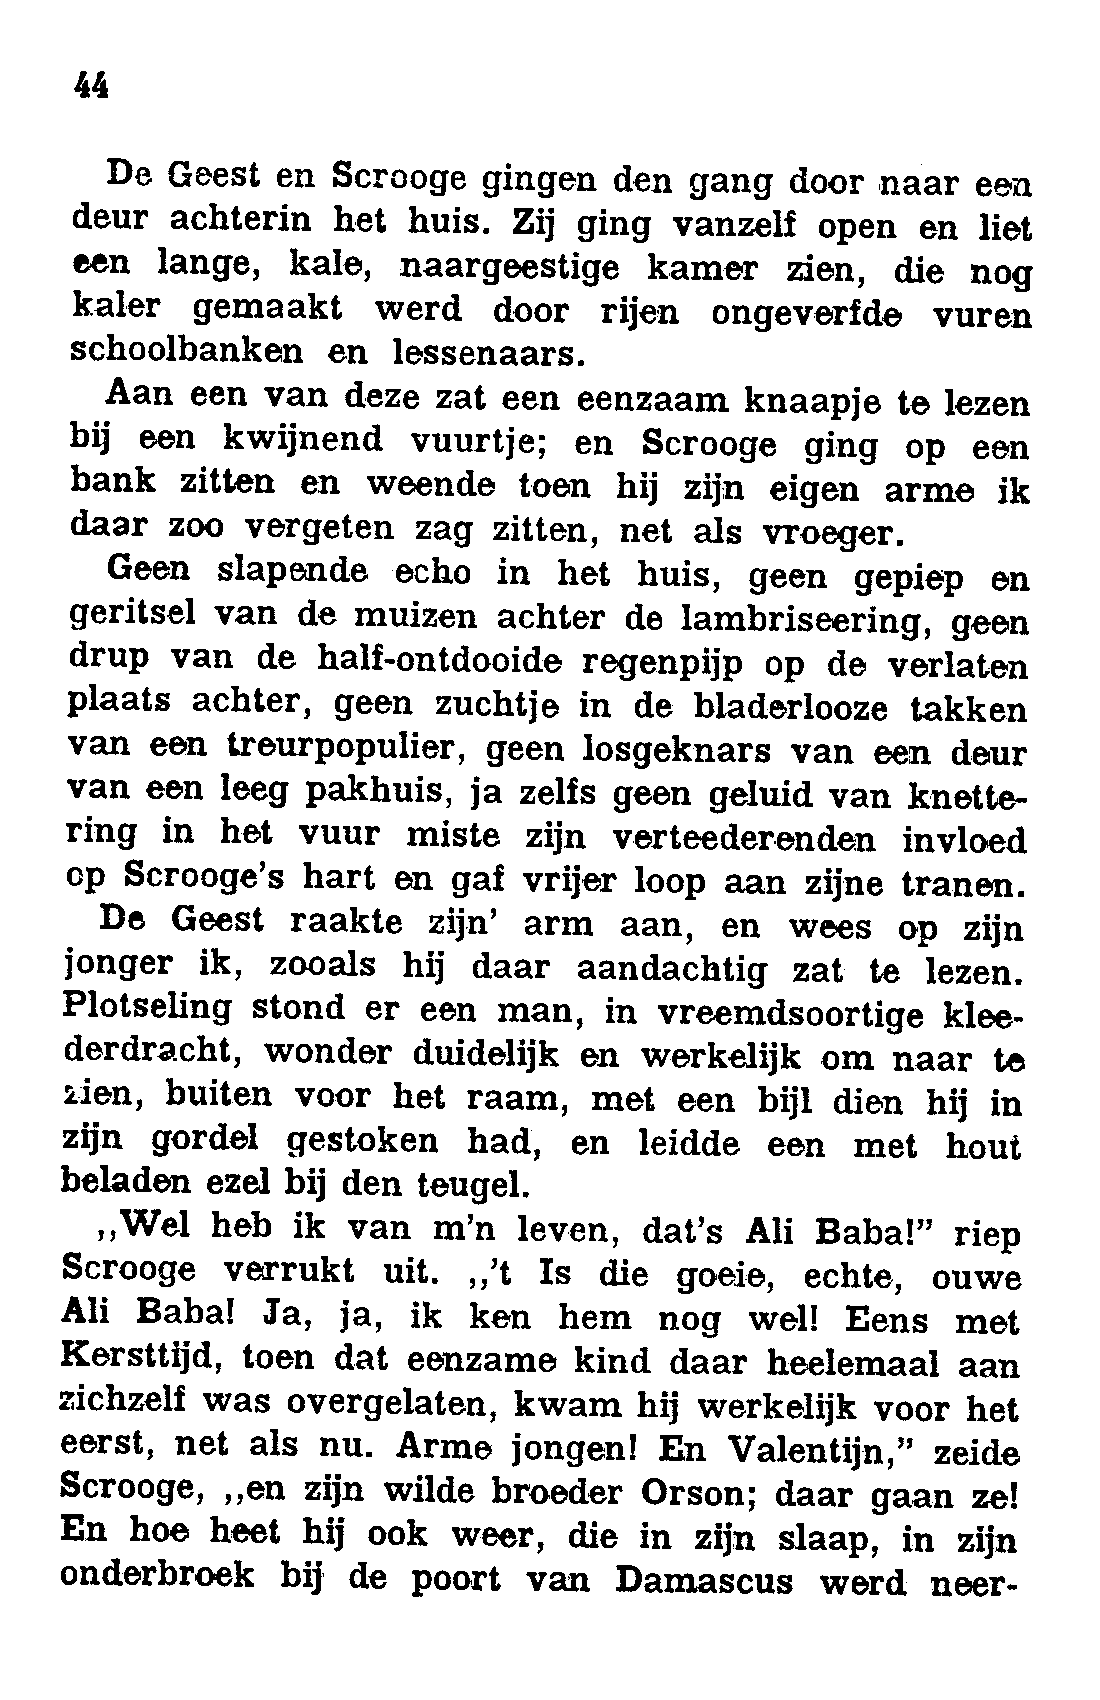 44
De Geest en Scrooge gingen den gang door naar een
deur achterin het huis. Zij ging vanzelf open en liet
een lange, kale, naargeestige kamer zien, die nog
kaler gemaakt werd door rijen ongeverfde vuren
schoolbanken en lessenaars.
Aan een van deze zat een eenzaam knaapje te lezen
bij een kwijnend vuurtje; en Scrooge ging op een
bank zitten en weende toen hij zijn eigen arme ik
daar zoo vergeten zag zitten, net als vroeger.
Geen slapende echo in het huis, geen gepiep en
geritsel van de muizen achter de lambriseering, geen
drup van de half-ontdooide regenpijp op de verlaten
plaats achter, geen zuchtje in de bladerlooze takken
van een treurpopulier, geen losgeknars van een deur
van een leeg pakhuis, ja zelfs geen geluid van knette-
ring in het vuur miste zijn verteederenden invloed
op Scrooge's hart en gaf vrijer loop aan zijne tranen.
De Geest raakte zijn' arm aan, en wees op zijn
jonger ik, zooals hij daar aandachtig zat te lezen.
Plotseling stond er een man, in vreemdsoortige klee-
derdracht, wonder duidelijk en werkelijk om naar te
zien, buiten voor het raam, met een bijl dien hij in
zijn gordel gestoken had, en leidde een met hout
beladen ezel bij den teugel.
,,Wel heb ik van m'n leven, dat's Ali Baba!" riep
Scrooge verrukt uit. ,,'t Is die goeie, echte, ouwe
Ali Baba! Ja, ja, ik ken hem nog wel! Eens met
Kersttijd, toen dat eenzame kind daar heelemaal aan
zichzelf was overgelaten, kwam hij werkelijk voor het
eerst, net als nu. Arme jongen! En Valentijn," zeide
Scrooge, ,,en zijn wilde broeder Orson; daar gaan ze!
En hoe heet hij ook weer, die in zijn slaap, in zijn
onderbroek bij de poort van Damascus werd neer-